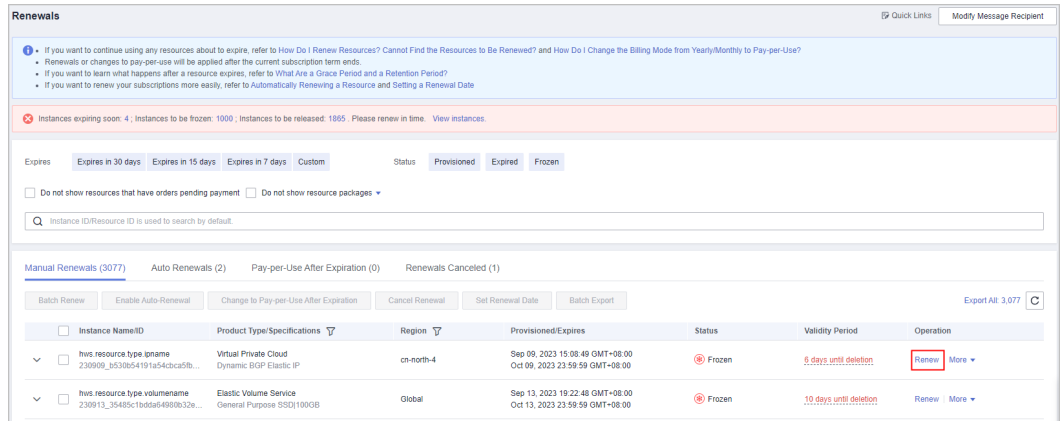 Renewals
Quick Links
Modify Message Recipient
If you want to continue using any resources about to expire, refer to How Do I Renew Resources? Cannot Find the Resources to Be Renewed? and How Do I Change the Billing Mode from Yearly/Monthly to Pay-per-Use?
Renewals or changes to pay-per-use will be applied after the current subscription term ends.
If you want to learn what happens after a resource expires, refer to What Are a Grace Period and a Retention Period?
If you want to renew your subscriptions more easily, refer to Automatically Renewing a Resource and Setting a Renewal Date
Instances expiring soon: 4 ; Instances to be frozen: 1000 ; Instances to be released: 1865 . Please renew in time. View instances.
Expires Expires in 30 days Expires in 15 days Expires in 7 days Custom Status Provisioned Expired Frozen
Do not show resources that have orders pending payment Do not show resource packages
Instance ID/Resource ID is used to search by default.
Manual Renewals (3077) Auto Renewals (2) Pay-per-Use After Expiration (0) Renewals Canceled (1)
Batch Renew Enable Auto-Renewal Change to Pay-per-Use After Expiration Cancel Renewal Set Renewal Date Batch Export Export All: 3,077
Instance Name/ID Product Type/Specifications Region Provisioned/Expires Status Validity Period Operation
hws.resource.type.ipname Virtual Private Cloud Sep 09, 2023 15:08:49 GMT+08:00
cn-north-4 Frozen 6 days until deletion Renew More
230909_b530b54191a54cbca5fb... Dynamic BGP Elastic IP Oct 09, 2023 23:59:59 GMT+08:00
hws.resource.type.volumename Elastic Volume Service Sep 13, 2023 19:22:48 GMT+08:00
Global Frozen 10 days until deletion Renew More
230913_35485c1bdda64980b32e... General Purpose SSD|100GB Oct 13, 2023 23:59:59 GMT+08:00